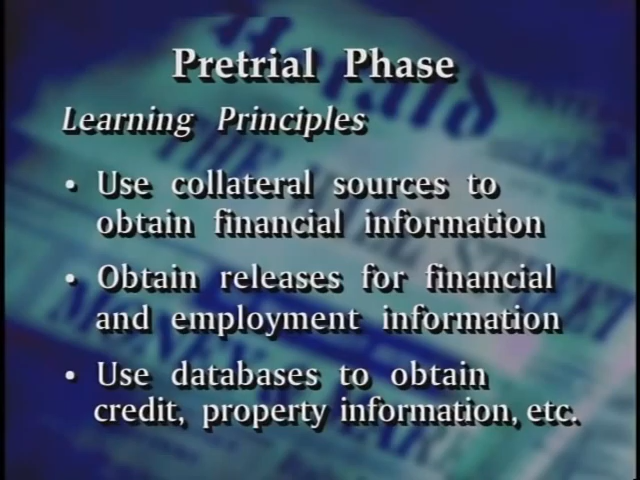 Pretrial Phase
Learning Principles
• Use collateral sources to
obtain financial information
• Obtain releases for financial
and employment information
• Use databases to obtain
credit, property information, etc.